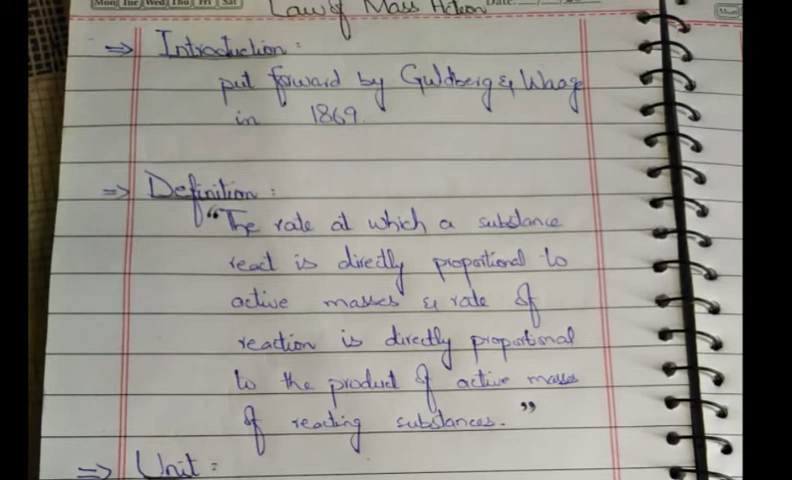 Mon Tue Wed Thu Fri Sat
Law of Mass Action Date:
⇒ Introduction:
put forward by Guldberg & Waage
in 1869.
⇒ Definition:
“The rate at which a substance
react is directly proportional to
active masses & rate of
reaction is directly proportional
to the product of active masses
of reacting substances.”
⇒ Unit: